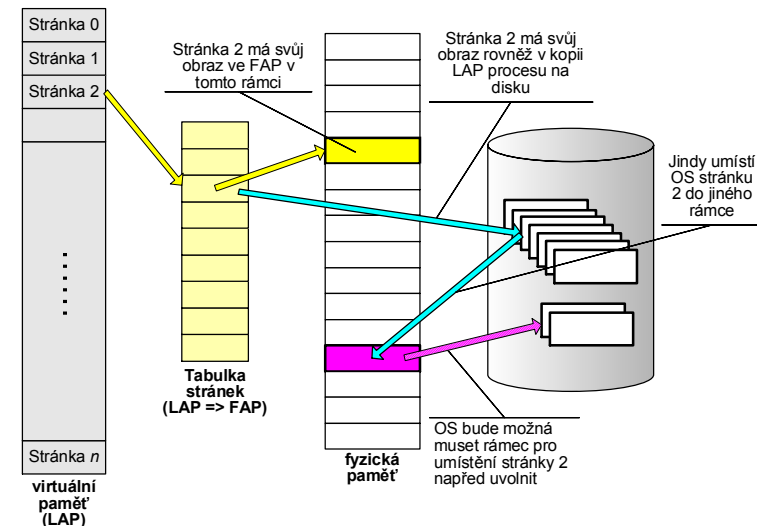 Stránka 0
Stránka 1
Stránka 2
Stránka n
virtuální
paměť
(LAP)
Tabulka
stránek
(LAP => FAP)
Stránka 2 má svůj
obraz ve FAP v
tomto rámci
fyzická
paměť
Stránka 2 má svůj
obraz rovněž v kopii
LAP procesu na
disku
Jindy umístí
OS stránku
2 do jiného
rámce
OS bude možná
muset rámec pro
umístění stránky 2
napřed uvolnit